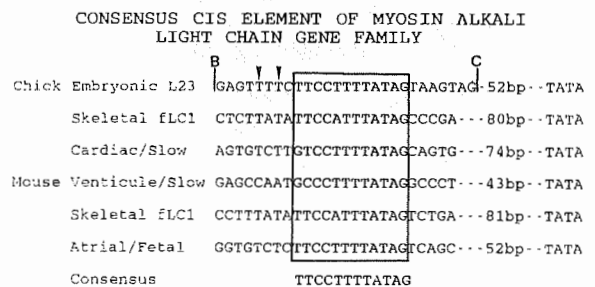 CONSENSUS CIS ELEMENT OF MYOSIN ALKALI
LIGHT CHAIN GENE FAMILY
B C
Chick Embryonic L23 GAGTTTTCTTCCTTTTATAGTAAGTAG-52bp--TATA
Skeletal fLC1 CTCTTATATTCCATTTATAGCCCGA---80bp--TATA
Cardiac/Slow AGTGTCTTGTCCTTTTATAGCAGTG---74bp--TATA
Mouse Ventricule/Slow GAGCCAATGCCCTTTTATAGGCCCT---43bp--TATA
Skeletal fLC1 CCTTTATATTCCATTTATAGTCTGA---81bp--TATA
Atrial/Fetal GGTGTCTCTTCCTTTTATAGTCAGC---52bp--TATA
Consensus TTCCTTTTATAG